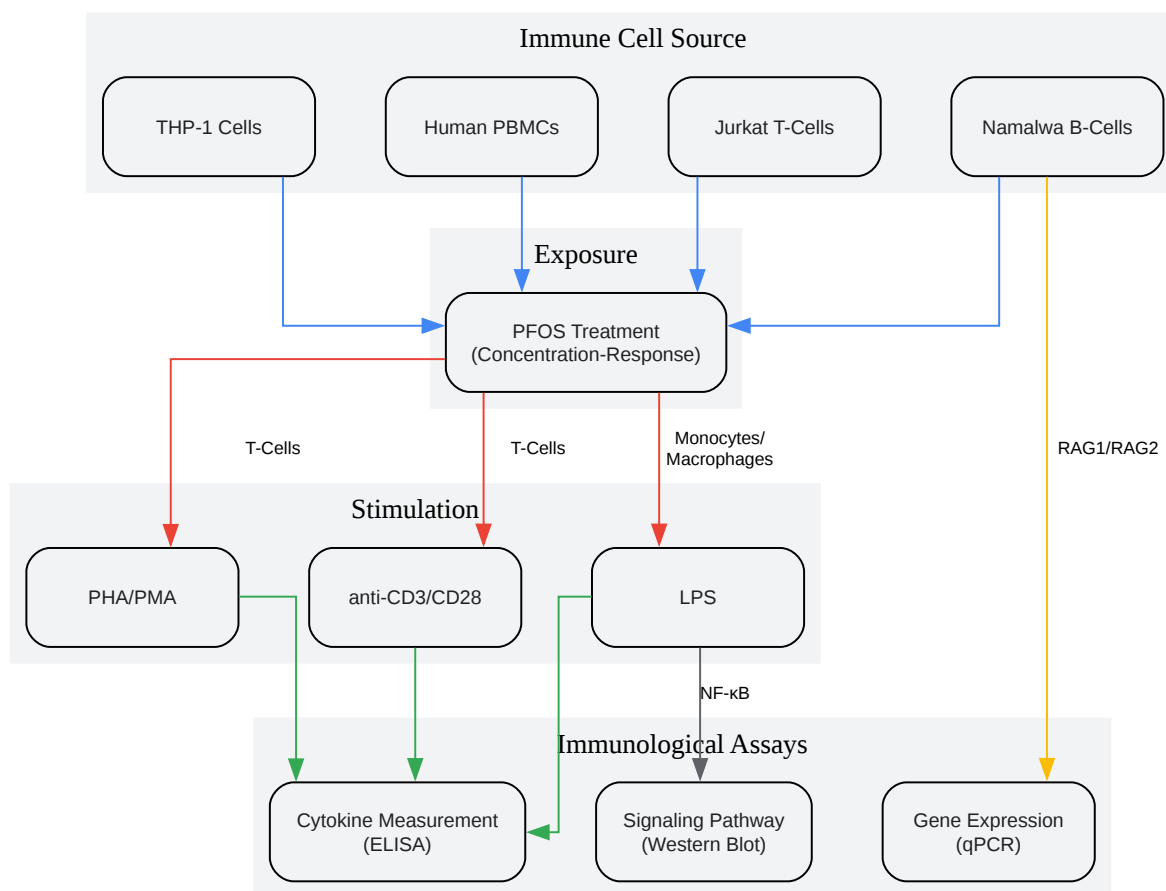 Immune Cell Source
THP-1 Cells
Human PBMCs
Jurkat T-Cells
Namalwa B-Cells
Exposure
PFOS Treatment
(Concentration-Response)
T-Cells
T-Cells
Monocytes/
Macrophages
RAG1/RAG2
Stimulation
PHA/PMA
anti-CD3/CD28
LPS
NF-κB
Immunological Assays
Cytokine Measurement
(ELISA)
Signaling Pathway
(Western Blot)
Gene Expression
(qPCR)